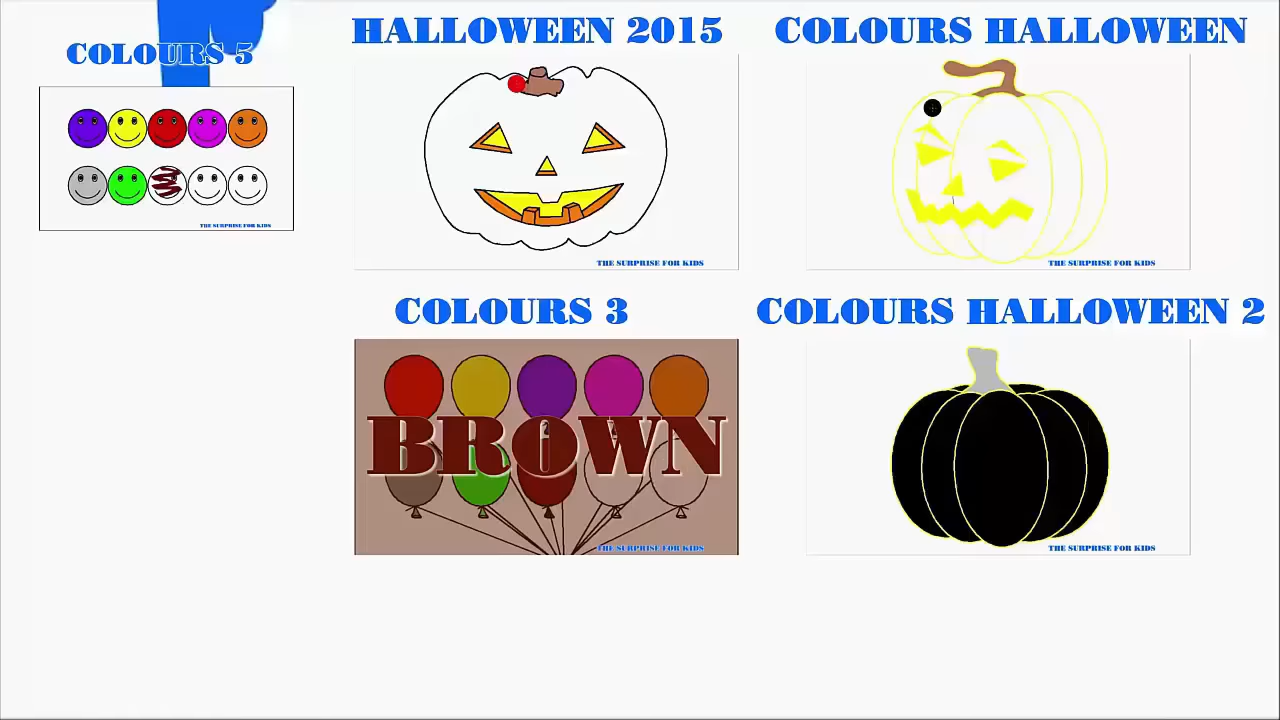 COLOURS 5
THE SURPRISE FOR KIDS
HALLOWEEN 2015
THE SURPRISE FOR KIDS
COLOURS HALLOWEEN
THE SURPRISE FOR KIDS
COLOURS 3
BROWN
THE SURPRISE FOR KIDS
COLOURS HALLOWEEN 2
THE SURPRISE FOR KIDS